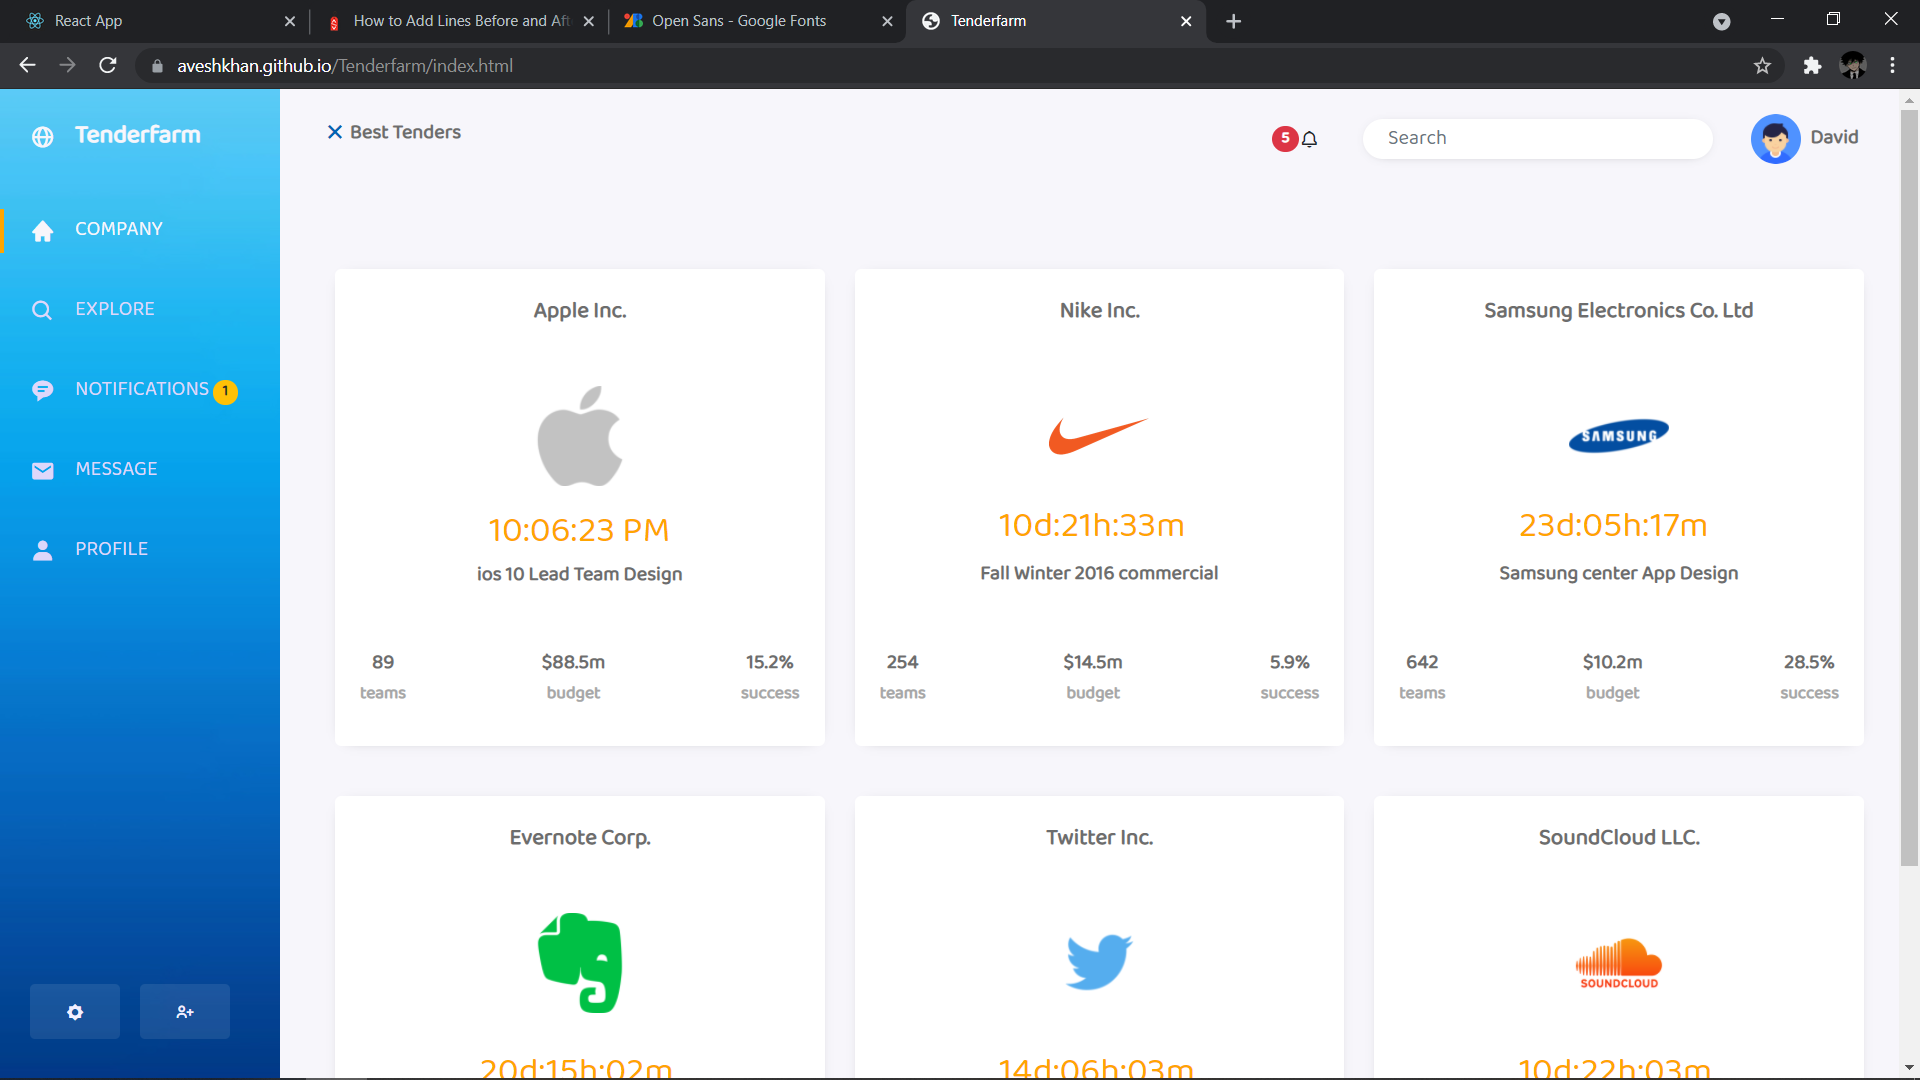 React App
How to Add Lines Before and Aft
Open Sans - Google Fonts
Tenderfarm
aveshkhan.github.io/Tenderfarm/index.html
Tenderfarm
COMPANY
EXPLORE
NOTIFICATIONS 1
MESSAGE
PROFILE
Best Tenders
5
Search
David
Apple Inc.
10:06:23 PM
ios 10 Lead Team Design
89 $88.5m 15.2%
teams budget success
Nike Inc.
10d:21h:33m
Fall Winter 2016 commercial
254 $14.5m 5.9%
teams budget success
Samsung Electronics Co. Ltd
SAMSUNG
23d:05h:17m
Samsung center App Design
642 $10.2m 28.5%
teams budget success
Evernote Corp.
20d:15h:02m
Twitter Inc.
14d:06h:03m
SoundCloud LLC.
SOUNDCLOUD
10d:22h:03m